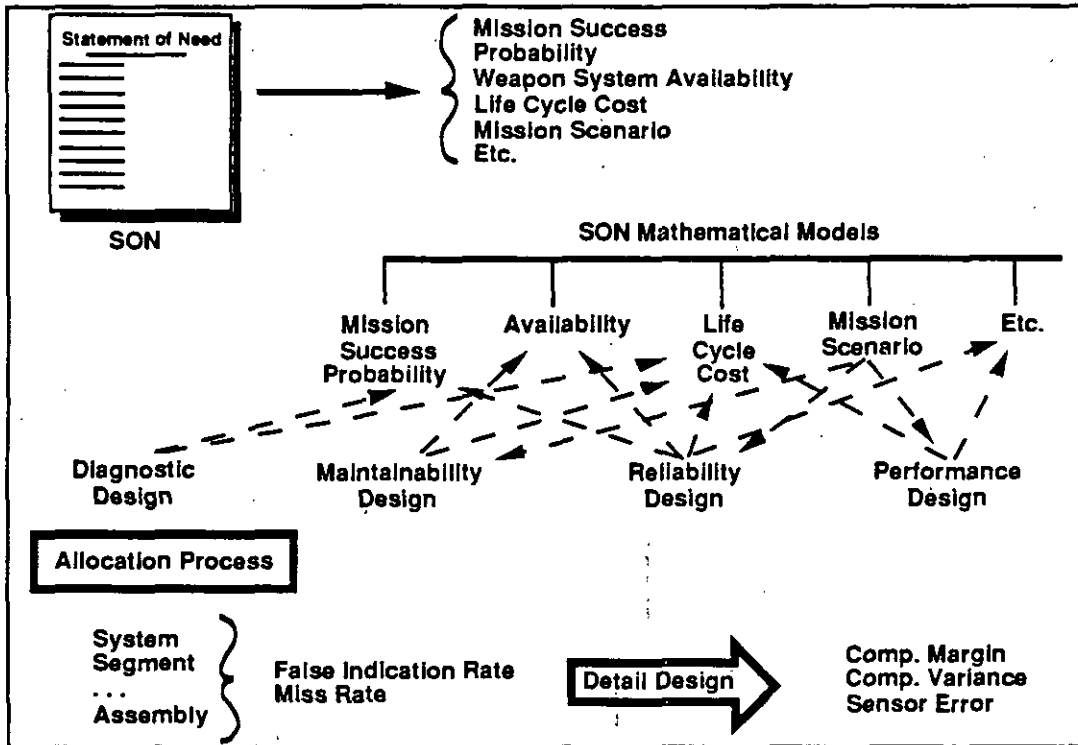 Statement of Need
SON
Mission Success
Probability
Weapon System Availability
Life Cycle Cost
Mission Scenario
Etc.
SON Mathematical Models
Mission
Success
Probability
Availability
Life
Cycle
Cost
Mission
Scenario
Etc.
Diagnostic
Design
Maintainability
Design
Reliability
Design
Performance
Design
Allocation Process
System
Segment
...
Assembly
False Indication Rate
Miss Rate
Detail Design
Comp. Margin
Comp. Variance
Sensor Error